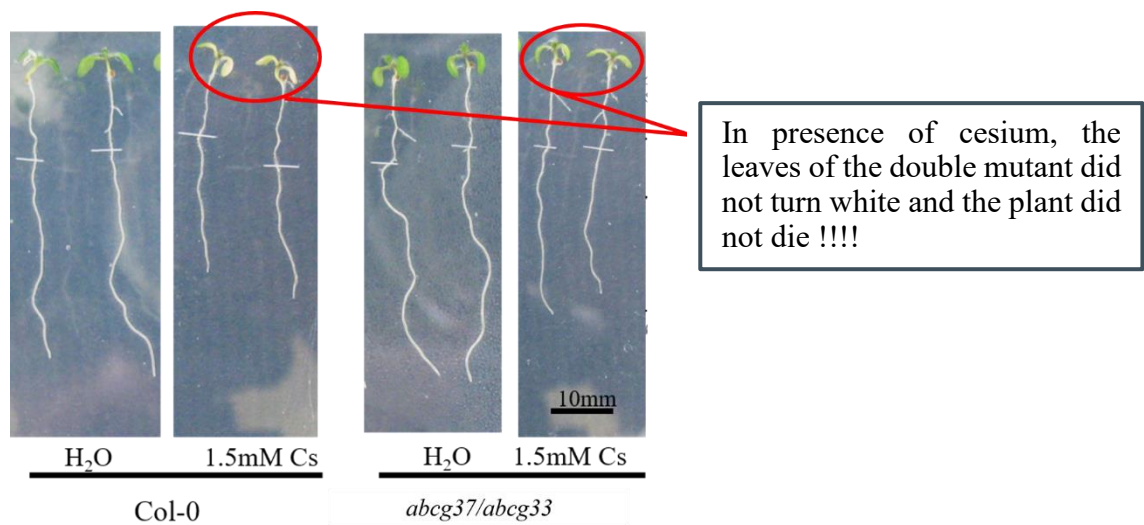 In presence of cesium, the
leaves of the double mutant did
not turn white and the plant did
not die !!!!
10mm
H₂O 1.5mM Cs H₂O 1.5mM Cs
Col-0 abcg37/abcg33